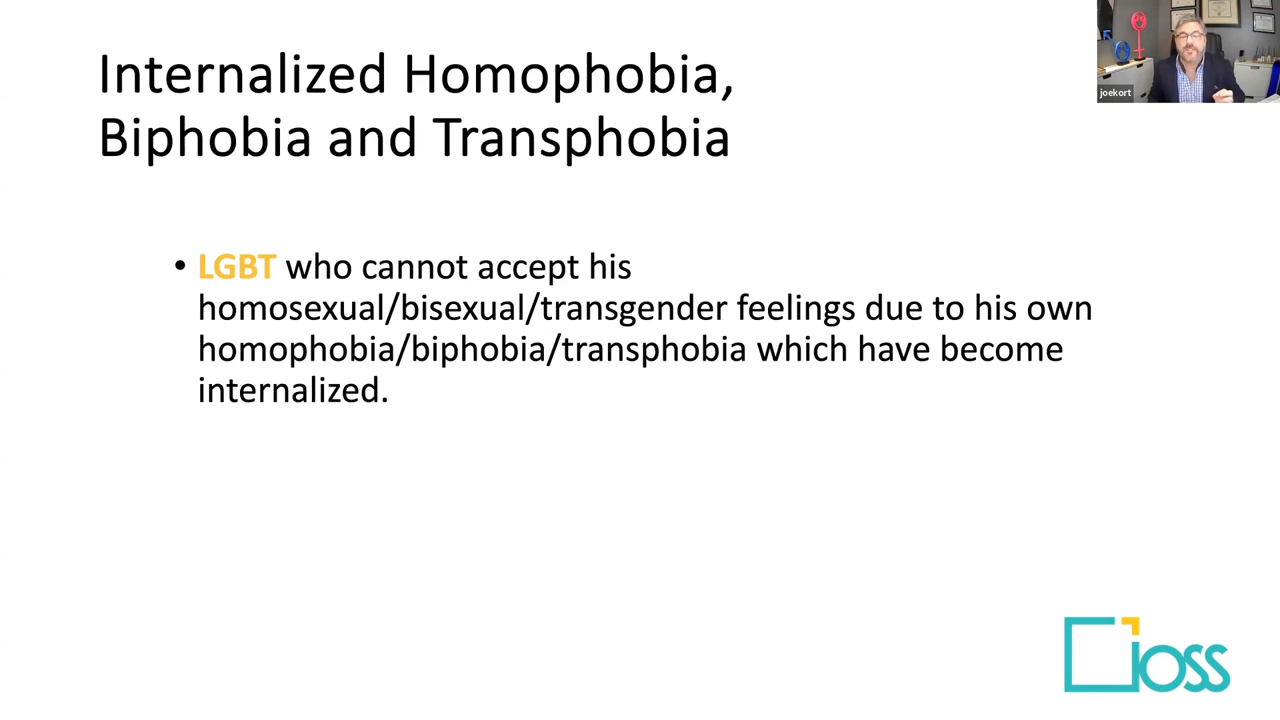 Internalized Homophobia,
Biphobia and Transphobia
joekort
• LGBT who cannot accept his
homosexual/bisexual/transgender feelings due to his own
homophobia/biphobia/transphobia which have become
internalized.
ioss